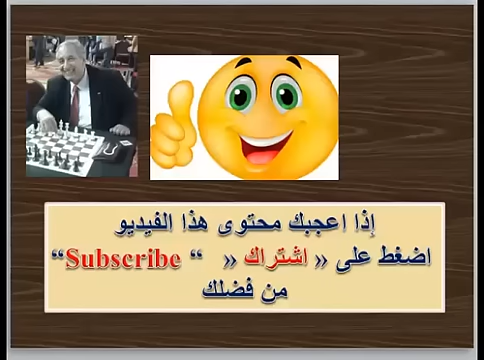 إذا اعجبك محتوى هذا الفيديو
اضغط على « اشتراك » “ Subscribe“
من فضلك